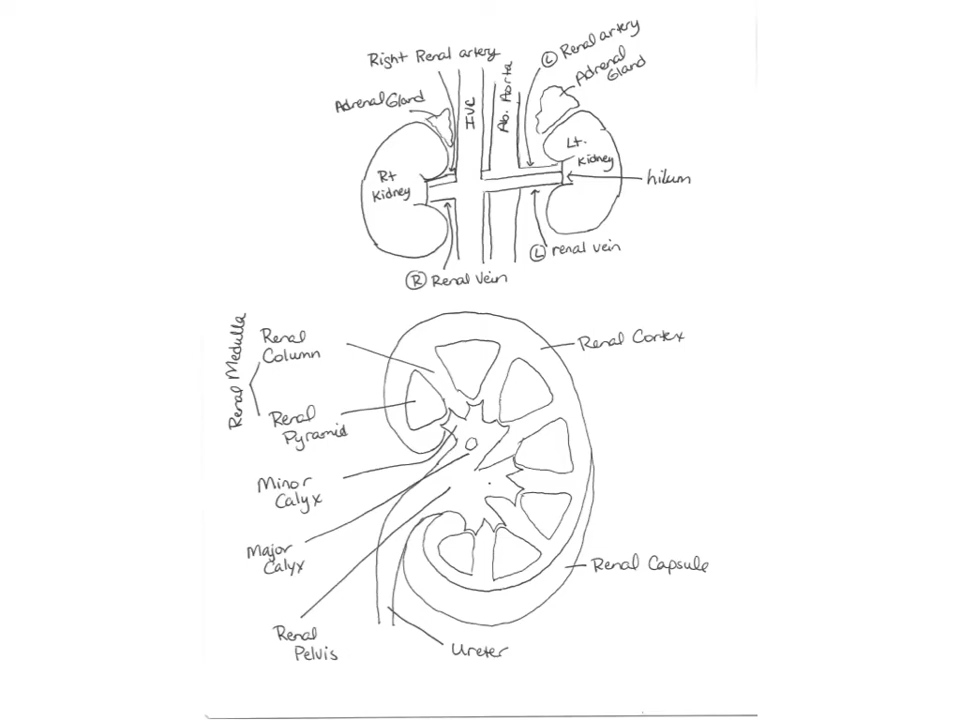 Right Renal artery
Ⓛ Renal artery
Adrenal
Gland
Adrenal Gland
IVC
Ab. Aorta
Rt
Kidney
Lt.
Kidney
hilum
Ⓛ renal vein
Ⓡ Renal Vein
Renal Medulla
Renal
Column
Renal Cortex
Renal
Pyramid
Minor
Calyx
Major
Calyx
Renal Capsule
Renal
Pelvis
Ureter